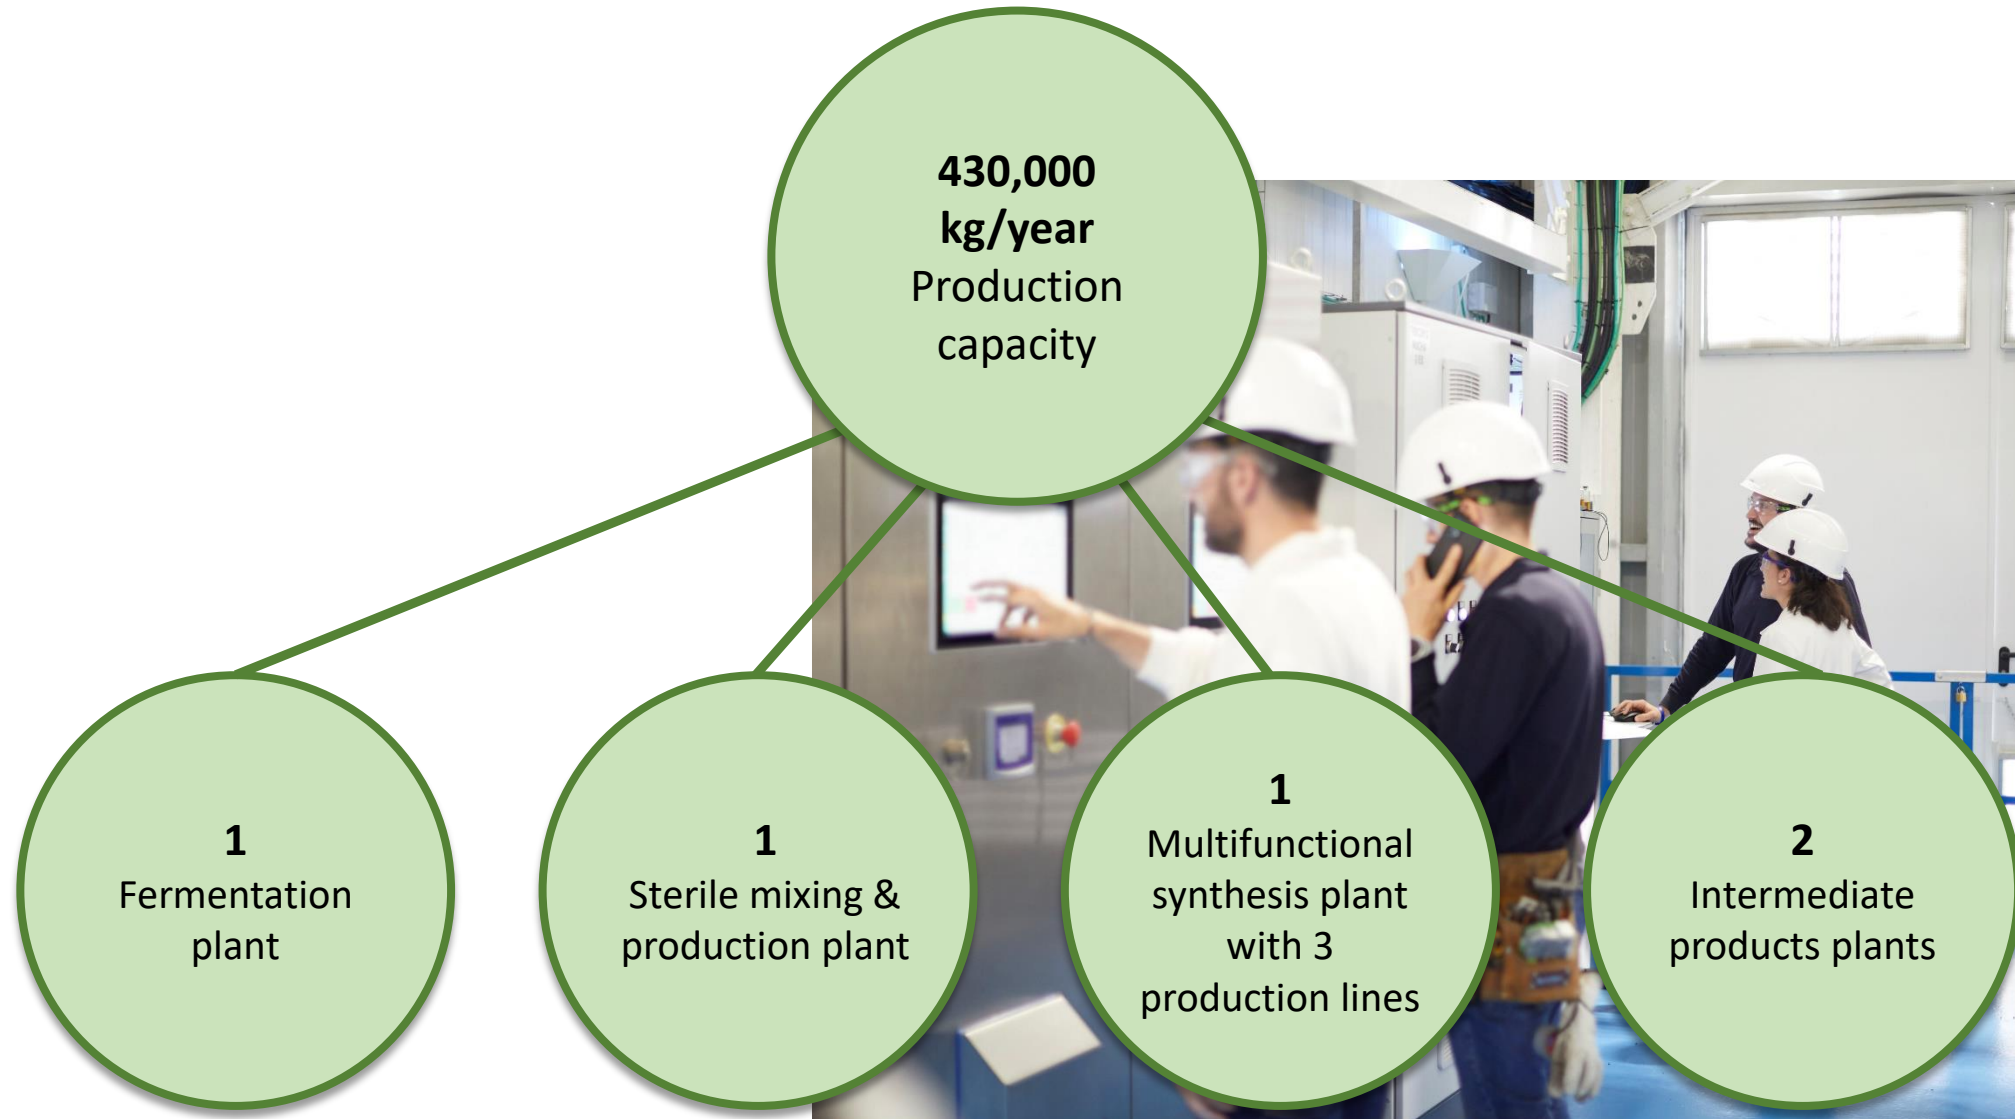 430,000
kg/year
Production
capacity
1
Fermentation
plant
1
Sterile mixing &
production plant
1
Multifunctional
synthesis plant
with 3
production lines
2
Intermediate
products plants